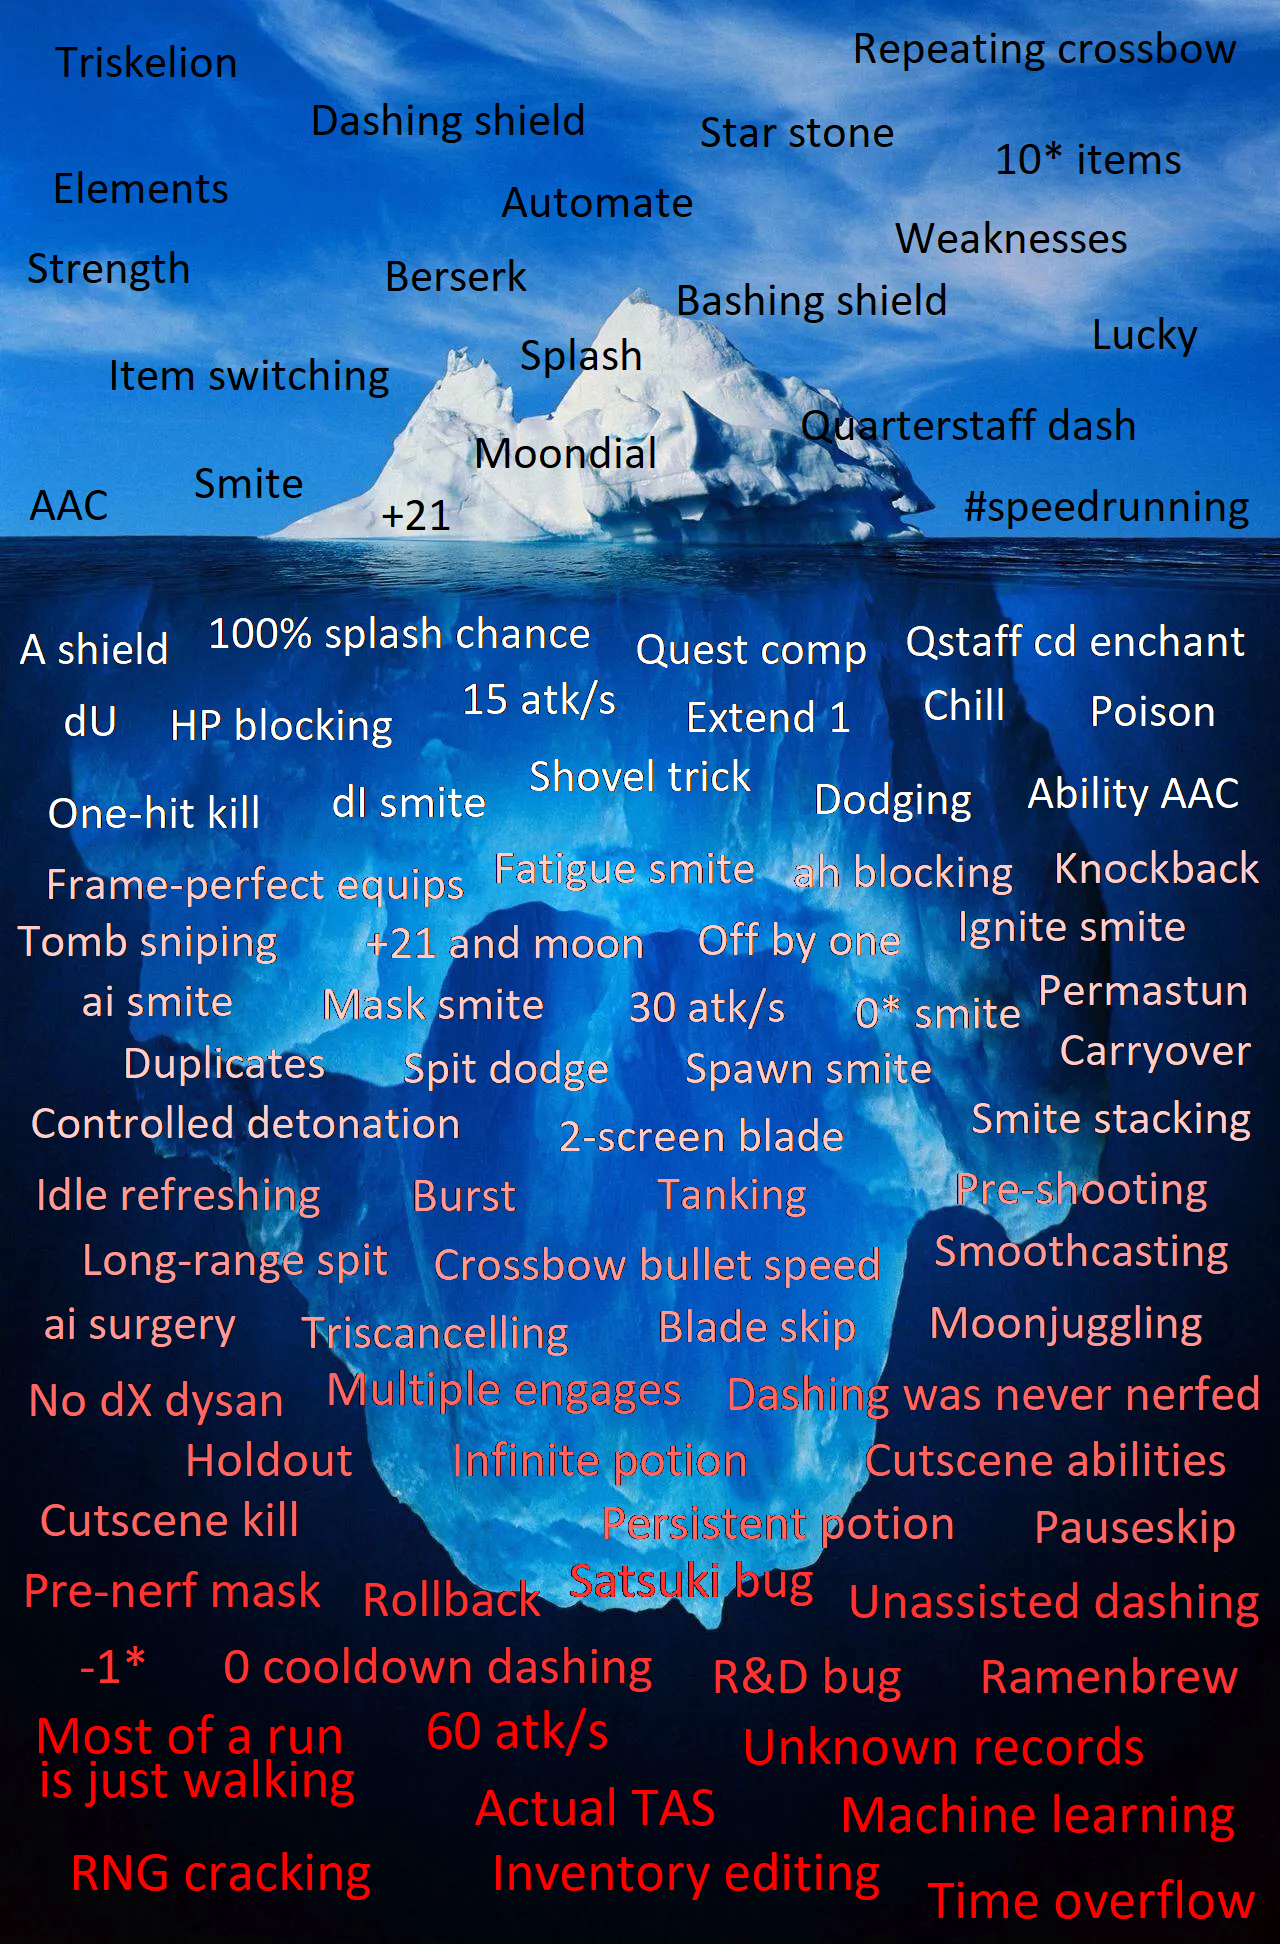 Triskelion
Repeating crossbow
Dashing shield
Star stone
10* items
Elements
Automate
Weaknesses
Strength
Berserk
Bashing shield
Lucky
Item switching
Splash
Quarterstaff dash
Moondial
Smite
AAC
+21
#speedrunning
A shield
100% splash chance
Quest comp
Qstaff cd enchant
dU
HP blocking
15 atk/s
Extend 1
Chill
Poison
One-hit kill
dI smite
Shovel trick
Dodging
Ability AAC
Frame-perfect equips
Fatigue smite
ah blocking
Knockback
Tomb sniping
+21 and moon
Off by one
Ignite smite
ai smite
Mask smite
30 atk/s
0* smite
Permastun
Duplicates
Spit dodge
Spawn smite
Carryover
Controlled detonation
2-screen blade
Smite stacking
Idle refreshing
Burst
Tanking
Pre-shooting
Long-range spit
Crossbow bullet speed
Smoothcasting
ai surgery
Triscancelling
Blade skip
Moonjuggling
No dX dysan
Multiple engages
Dashing was never nerfed
Holdout
Infinite potion
Cutscene abilities
Cutscene kill
Persistent potion
Pauseskip
Pre-nerf mask
Rollback
Satsuki bug
Unassisted dashing
-1*
0 cooldown dashing
R&D bug
Ramenbrew
Most of a run
is just walking
60 atk/s
Unknown records
Actual TAS
Machine learning
RNG cracking
Inventory editing
Time overflow